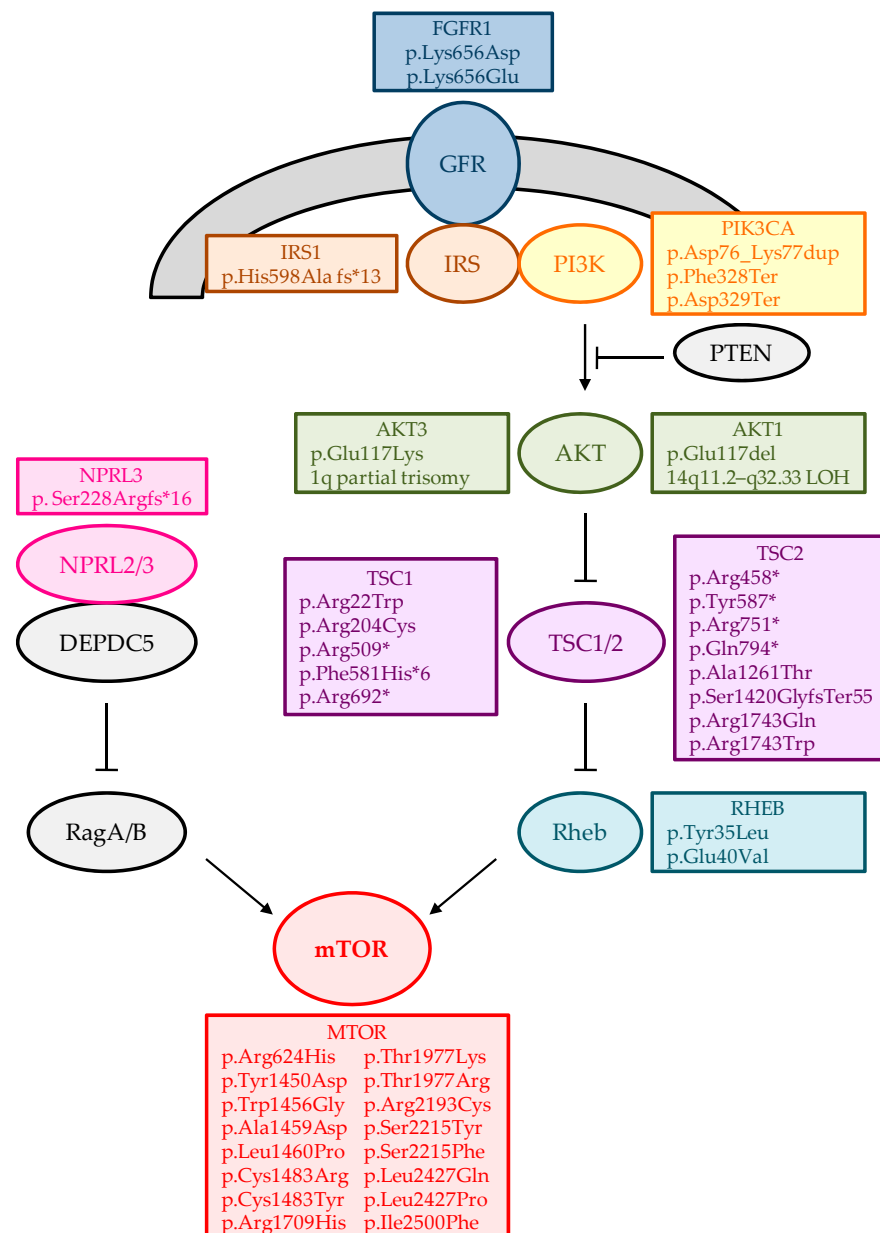 FGFR1
p.Lys656Asp
p.Lys656Glu
GFR
IRS1
p.His598Ala fs*13
IRS
PI3K
PIK3CA
p.Asp76_Lys77dup
p.Phe328Ter
p.Asp329Ter
PTEN
AKT3
p.Glu117Lys
1q partial trisomy
AKT
AKT1
p.Glu117del
14q11.2–q32.33 LOH
NPRL3
p. Ser228Argfs*16
NPRL2/3
DEPDC5
TSC1
p.Arg22Trp
p.Arg204Cys
p.Arg509*
p.Phe581His*6
p.Arg692*
TSC1/2
TSC2
p.Arg458*
p.Tyr587*
p.Arg751*
p.Gln794*
p.Ala1261Thr
p.Ser1420GlyfsTer55
p.Arg1743Gln
p.Arg1743Trp
RagA/B
Rheb
RHEB
p.Tyr35Leu
p.Glu40Val
mTOR
MTOR
p.Arg624His p.Thr1977Lys
p.Tyr1450Asp p.Thr1977Arg
p.Trp1456Gly p.Arg2193Cys
p.Ala1459Asp p.Ser2215Tyr
p.Leu1460Pro p.Ser2215Phe
p.Cys1483Arg p.Leu2427Gln
p.Cys1483Tyr p.Leu2427Pro
p.Arg1709His p.Ile2500Phe